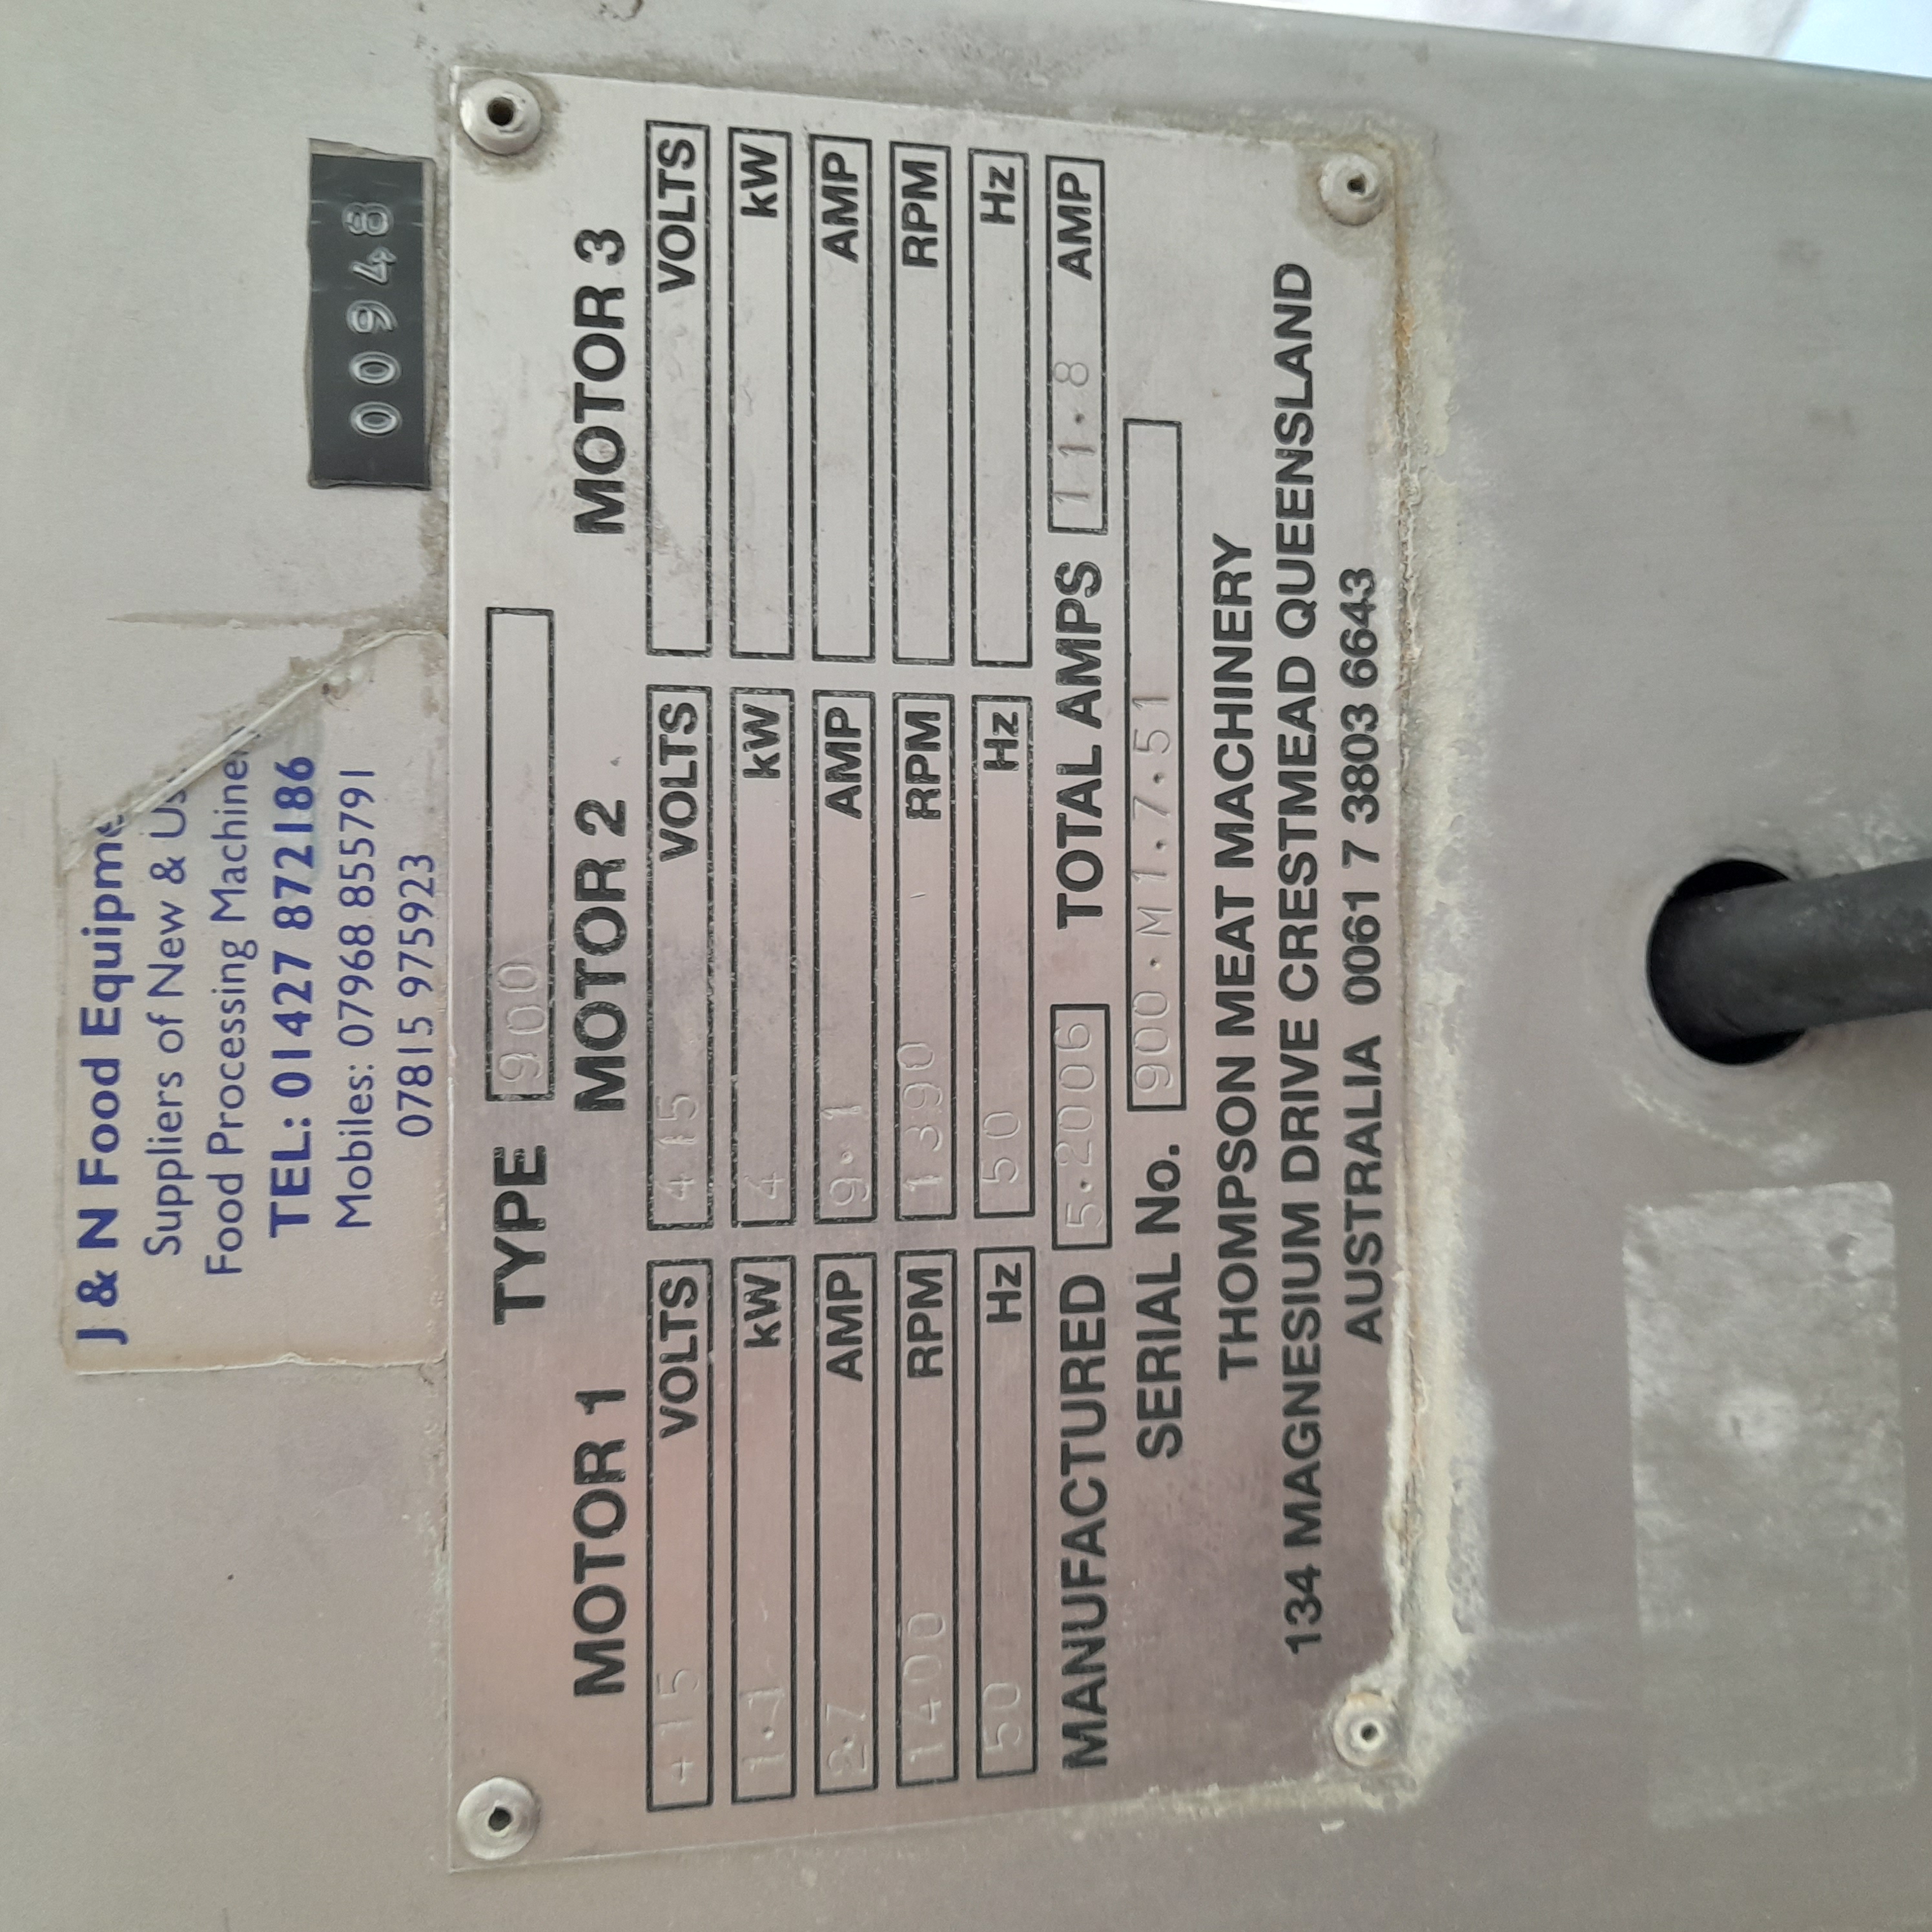 J & N Food Equipme
Suppliers of New & Us
Food Processing Machiner
TEL: 01427 872186
Mobiles: 07968 855791
07815 975923
00948
TYPE 900
MOTOR 1 MOTOR 2 MOTOR 3
415 VOLTS 415 VOLTS VOLTS
1.1 kW 4 kW kW
2.7 AMP 9.1 AMP AMP
1400 RPM 1390 RPM RPM
50 Hz 50 Hz Hz
MANUFACTURED 5.2006 TOTAL AMPS 11.8 AMP
SERIAL No. 900.M1.7.51
THOMPSON MEAT MACHINERY
134 MAGNESIUM DRIVE CRESTMEAD QUEENSLAND
AUSTRALIA 0061 7 3803 6643